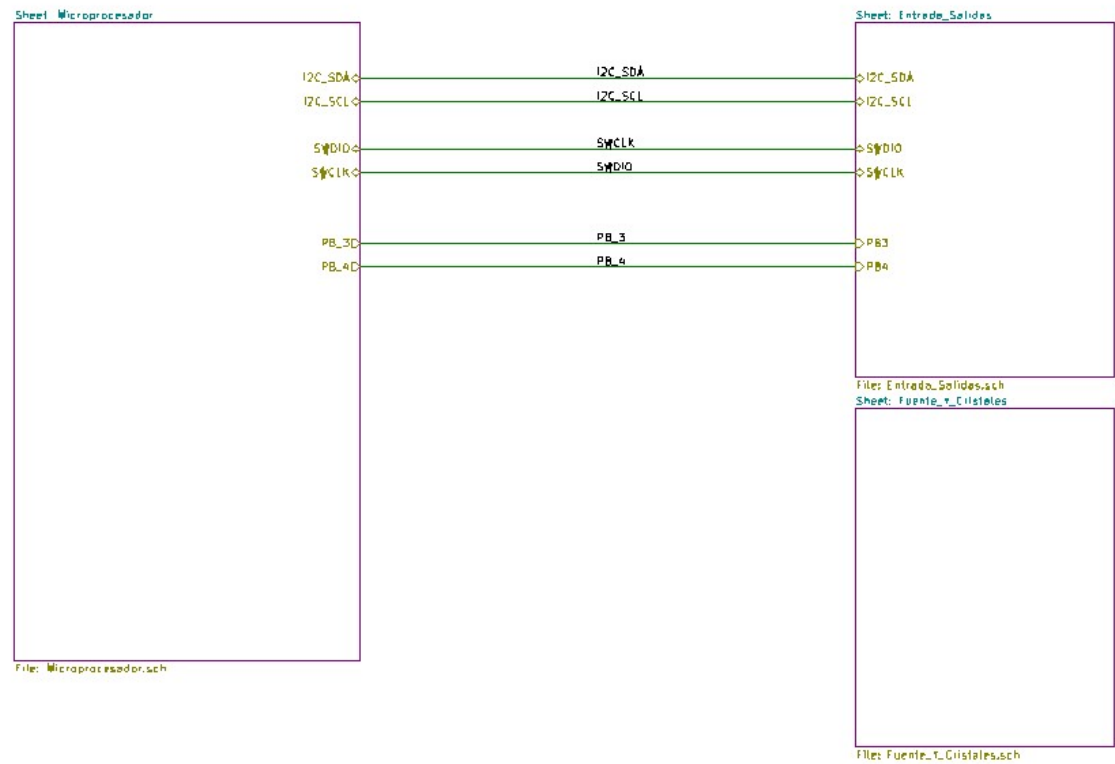 Sheet: Microprocesador
I2C_SDA
I2C_SCL
SWDIO
SWCLK
PB_3
PB_4
File: Microprocesador.sch
I2C_SDA
I2C_SCL
SWCLK
SWDIO
PB_3
PB_4
Sheet: Entrada_Salidas
I2C_SDA
I2C_SCL
SWDIO
SWCLK
PB3
PB4
File: Entrada_Salidas.sch
Sheet: Fuente_Y_Cristales
File: Fuente_Y_Cristales.sch